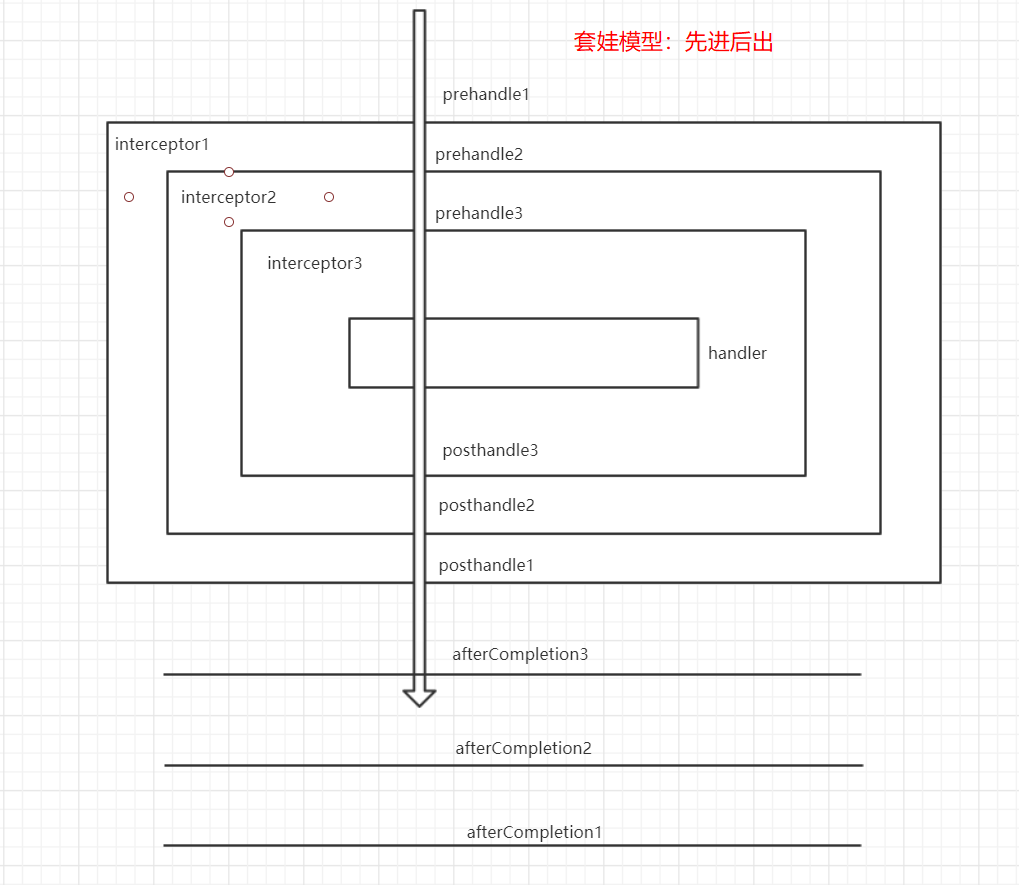 套娃模型：先进后出
prehandle1
interceptor1
prehandle2
interceptor2
prehandle3
interceptor3
handler
posthandle3
posthandle2
posthandle1
afterCompletion3
afterCompletion2
afterCompletion1